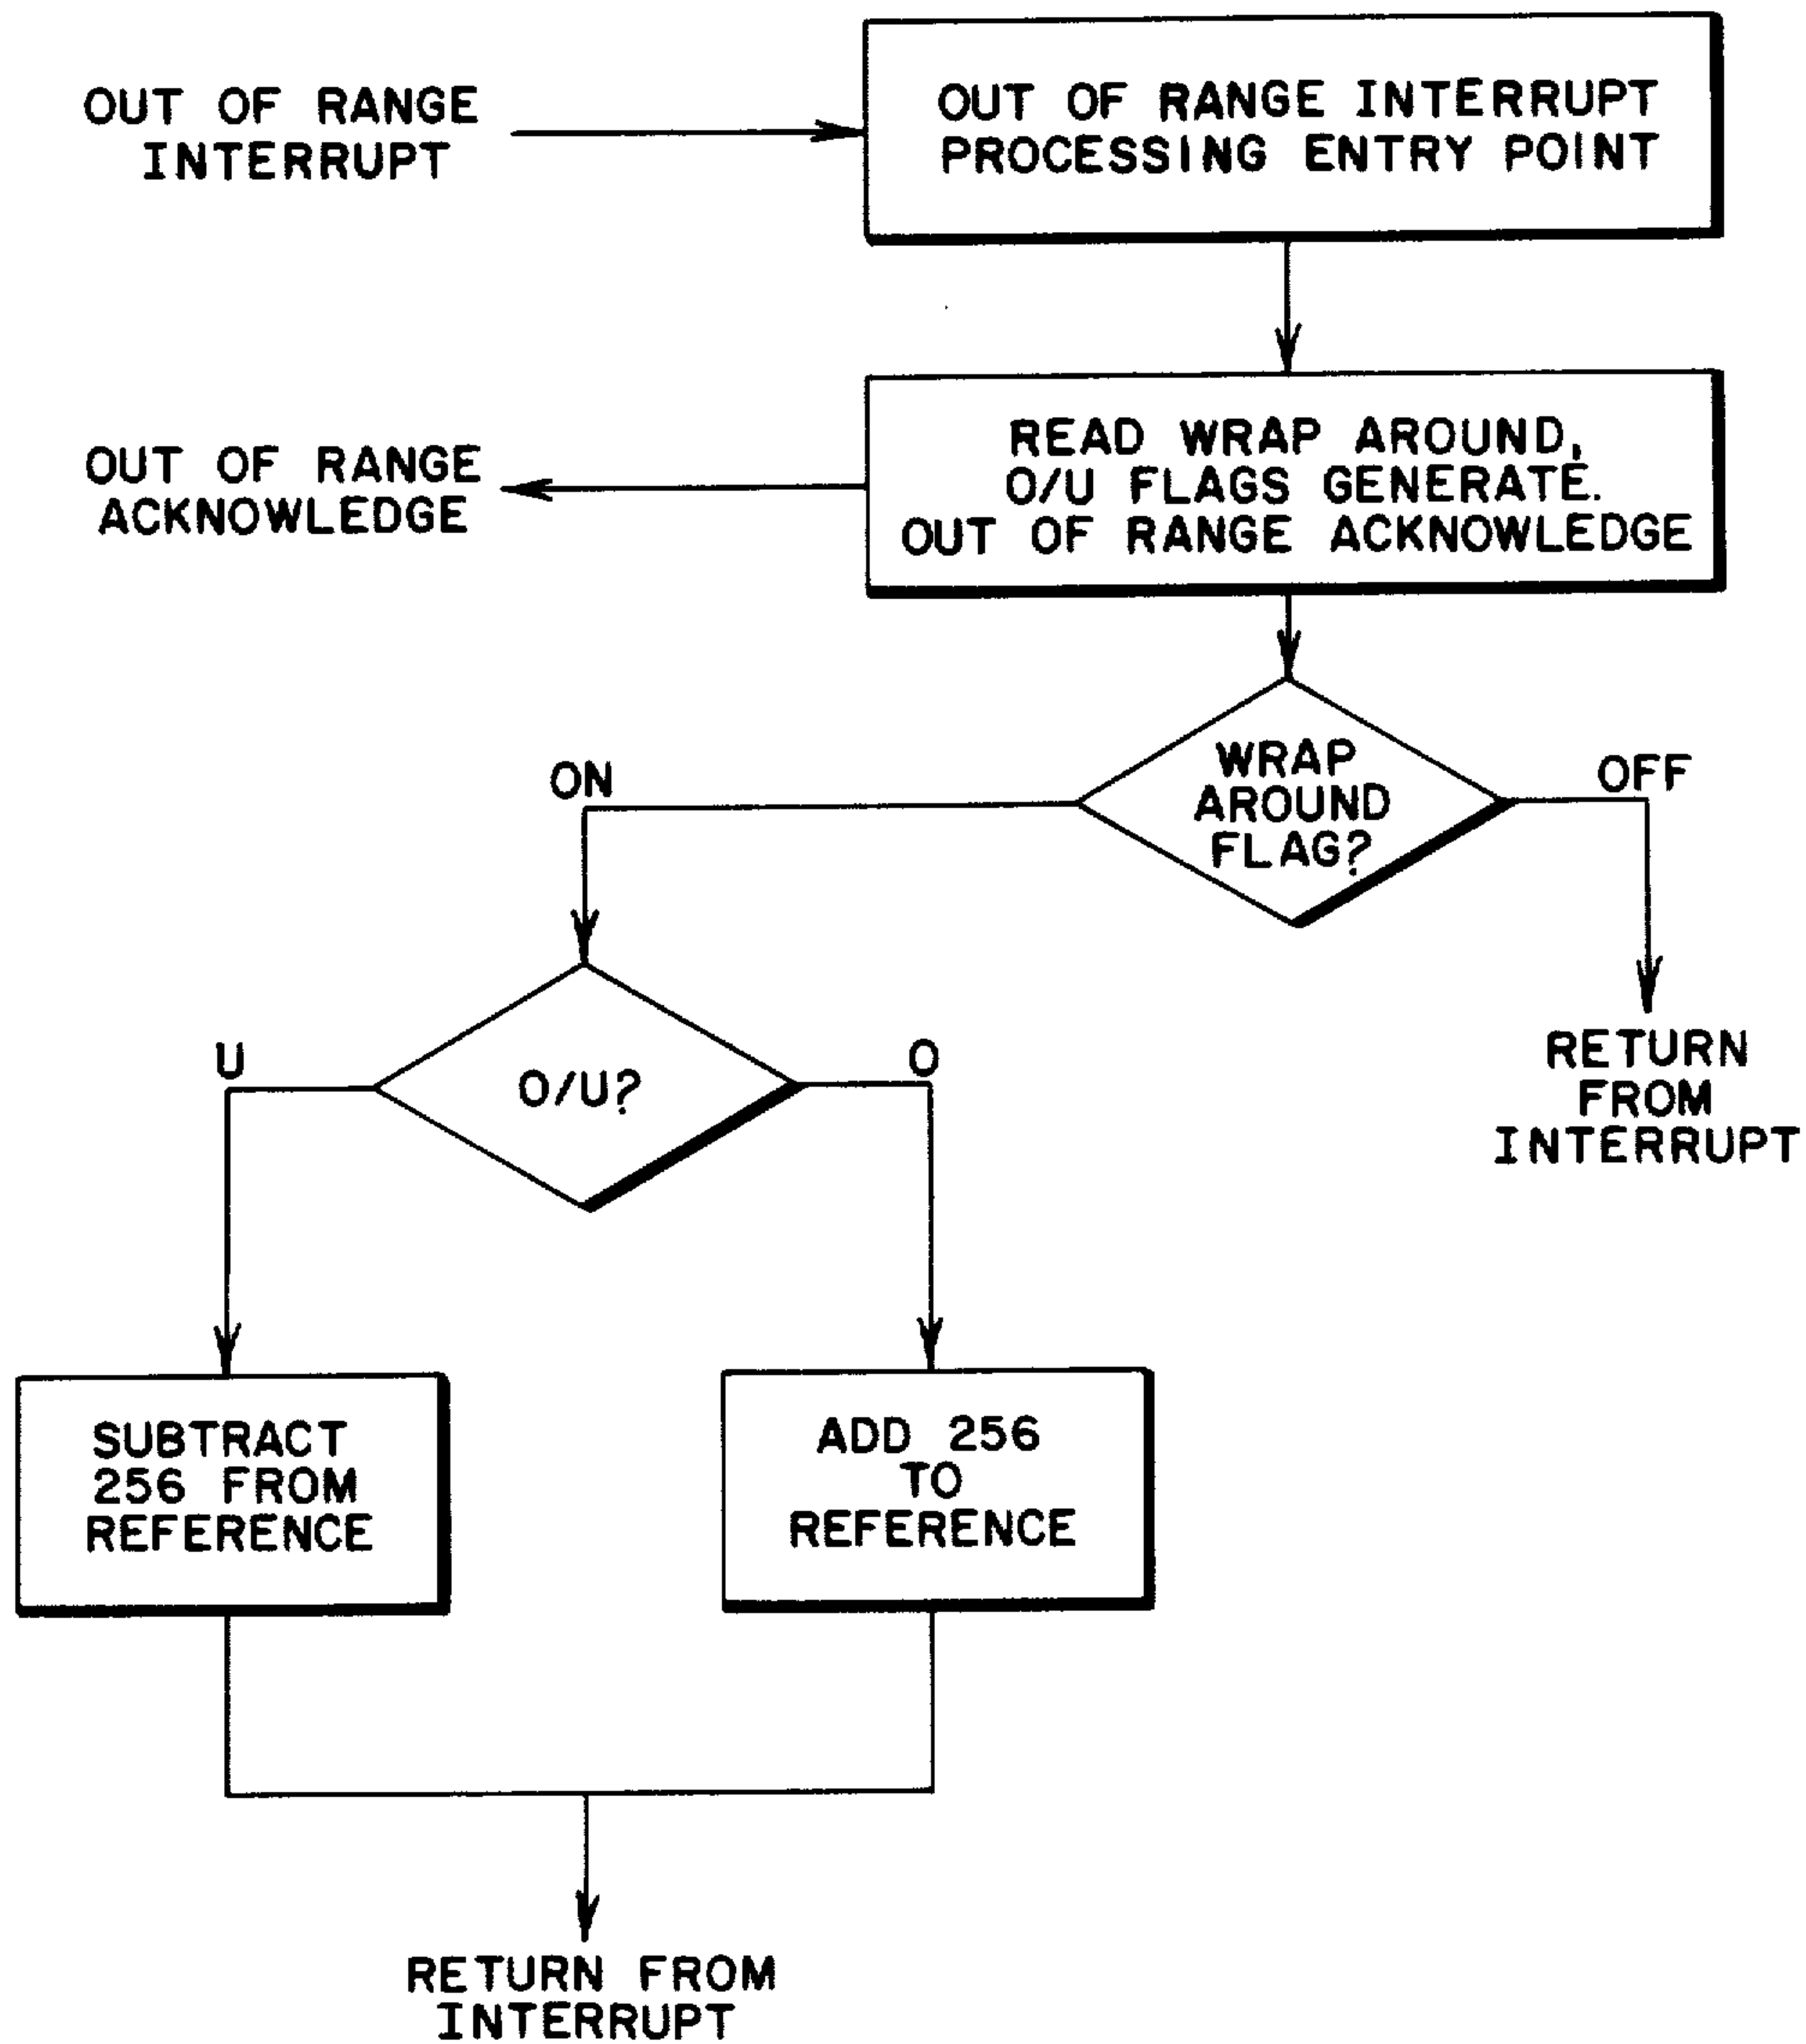 OUT OF RANGE
INTERRUPT
OUT OF RANGE INTERRUPT
PROCESSING ENTRY POINT
OUT OF RANGE
ACKNOWLEDGE
READ WRAP AROUND,
O/U FLAGS GENERATE.
OUT OF RANGE ACKNOWLEDGE
WRAP
AROUND
FLAG?
ON
OFF
RETURN
FROM
INTERRUPT
O/U?
U
O
SUBTRACT
256 FROM
REFERENCE
ADD 256
TO
REFERENCE
RETURN FROM
INTERRUPT